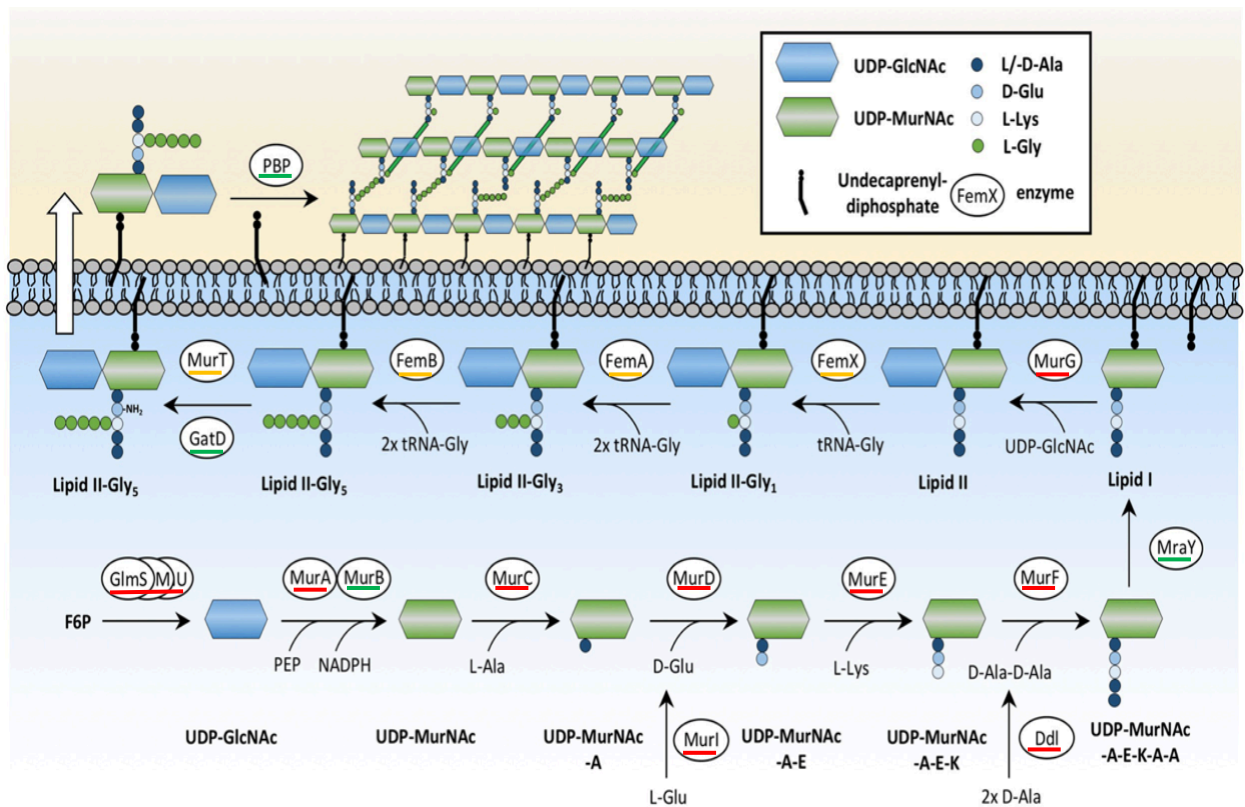 PBP
UDP-GlcNAc
UDP-MurNAc
Undecaprenyl-
diphosphate
FemX
enzyme
L/-D-Ala
D-Glu
L-Lys
L-Gly
MurT
FemB
FemA
FemX
MurG
-NH2
GatD
2x tRNA-Gly
2x tRNA-Gly
tRNA-Gly
UDP-GlcNAc
Lipid II-Gly5
Lipid II-Gly5
Lipid II-Gly3
Lipid II-Gly1
Lipid II
Lipid I
MraY
GlmS M U
MurA
MurB
MurC
MurD
MurE
MurF
F6P
PEP
NADPH
L-Ala
D-Glu
L-Lys
D-Ala-D-Ala
UDP-GlcNAc
UDP-MurNAc
UDP-MurNAc
-A
MurI
UDP-MurNAc
-A-E
UDP-MurNAc
-A-E-K
Ddl
UDP-MurNAc
-A-E-K-A-A
L-Glu
2x D-Ala